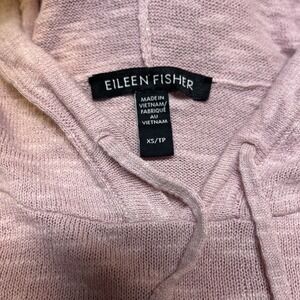 EILEEN FISHER
MADE IN
VIETNAM/
FABRIQUÉ
AU
VIETNAM
XS/TP